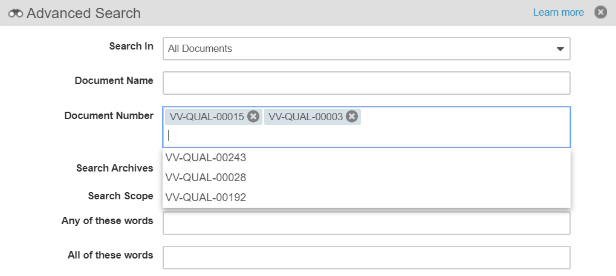 Advanced Search Learn more
Search In All Documents
Document Name
Document Number VV-QUAL-00015 VV-QUAL-00003
VV-QUAL-00243
Search Archives
VV-QUAL-00028
Search Scope VV-QUAL-00192
Any of these words
All of these words